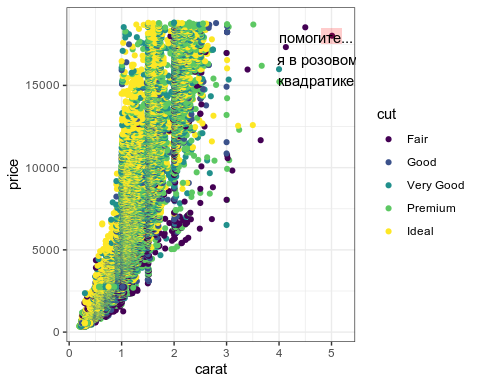 помогите...
я в розовом
квадратике
15000
10000
5000
0
price
0 1 2 3 4 5
carat
cut
Fair
Good
Very Good
Premium
Ideal